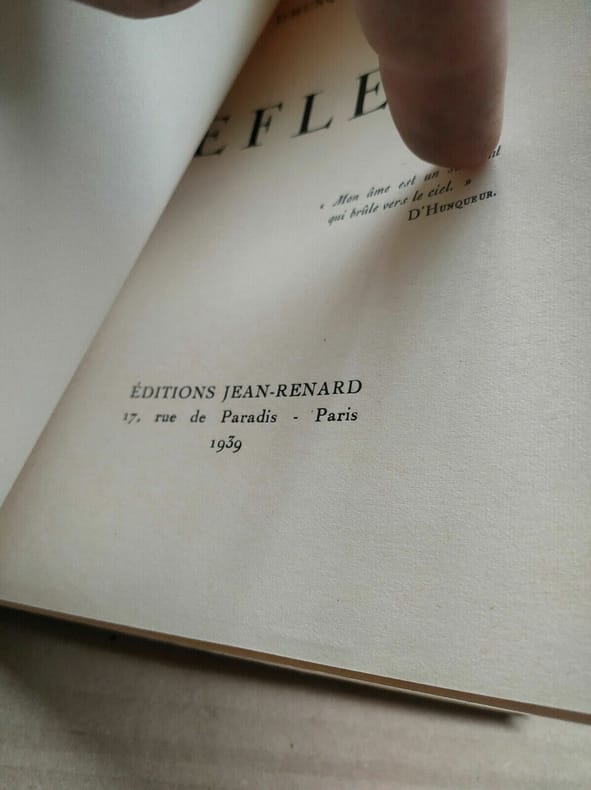 D'HUNQ
EFLE
« Mon âme est un
qui brûle vers le ciel. »
D'HUNQUEUR.
ÉDITIONS JEAN-RENARD
17, rue de Paradis - Paris
1939